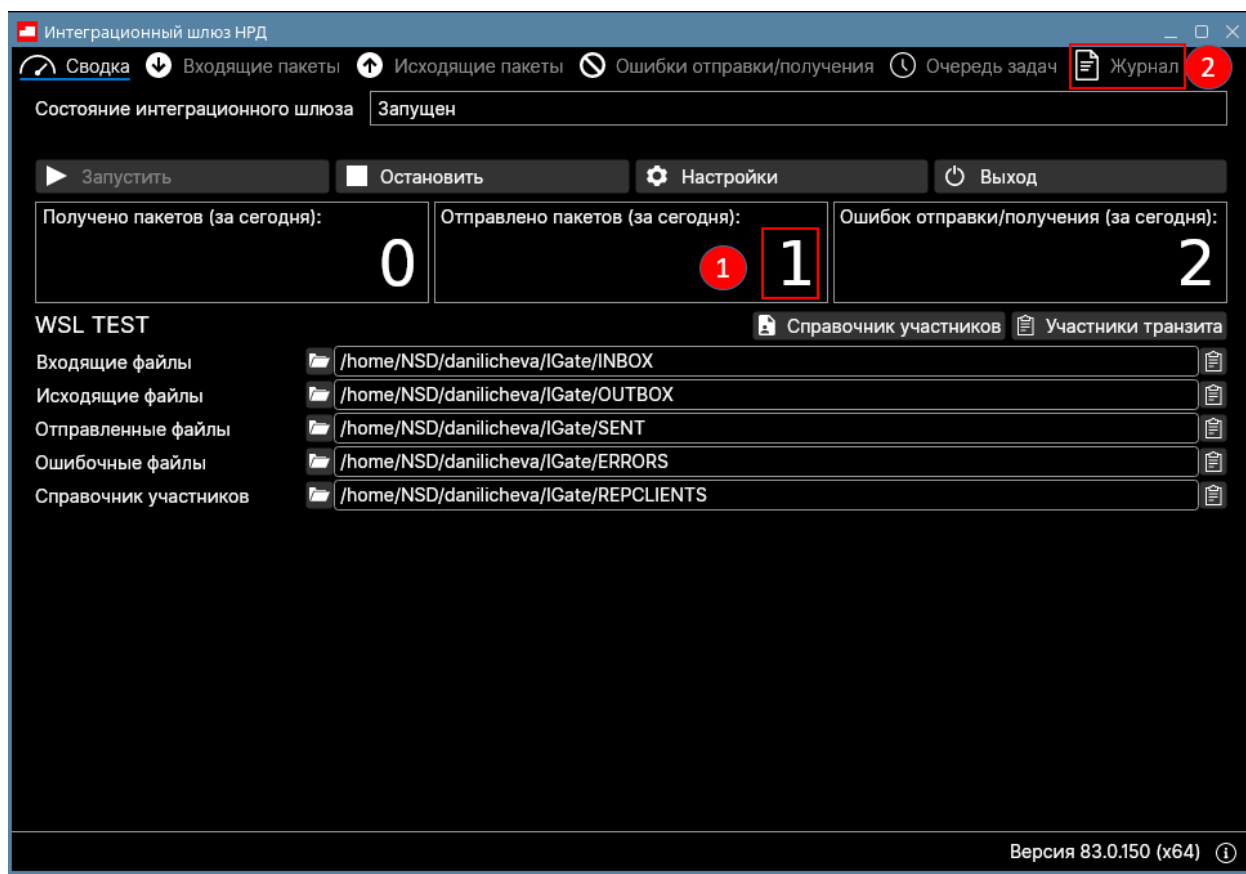 Интеграционный шлюз НРД
Сводка Входящие пакеты Исходящие пакеты Ошибки отправки/получения Очередь задач Журнал 2
Состояние интеграционного шлюза Запущен
Запустить Остановить Настройки Выход
Получено пакетов (за сегодня): Отправлено пакетов (за сегодня): Ошибок отправки/получения (за сегодня):
0 1 1 2
WSL TEST Справочник участников Участники транзита
Входящие файлы /home/NSD/danilicheva/IGate/INBOX
Исходящие файлы /home/NSD/danilicheva/IGate/OUTBOX
Отправленные файлы /home/NSD/danilicheva/IGate/SENT
Ошибочные файлы /home/NSD/danilicheva/IGate/ERRORS
Справочник участников /home/NSD/danilicheva/IGate/REPCLIENTS
Версия 83.0.150 (x64)